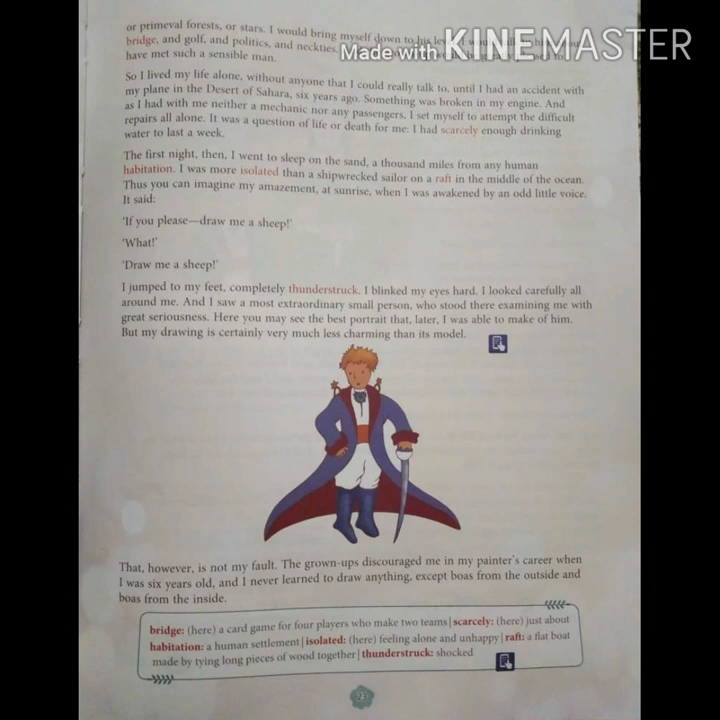 Made with KINEMASTER
or primeval forests, or stars. I would bring myself down to his
bridge, and golf, and politics, and neckties.
have met such a sensible man.
So I lived my life alone, without anyone that I could really talk to, until I had an accident with
my plane in the Desert of Sahara, six years ago. Something was broken in my engine. And
as I had with me neither a mechanic nor any passengers, I set myself to attempt the difficult
repairs all alone. It was a question of life or death for me: I had scarcely enough drinking
water to last a week.
The first night, then, I went to sleep on the sand, a thousand miles from any human
habitation. I was more isolated than a shipwrecked sailor on a raft in the middle of the ocean.
Thus you can imagine my amazement, at sunrise, when I was awakened by an odd little voice.
It said:
'If you please—draw me a sheep!'
'What!'
'Draw me a sheep!'
I jumped to my feet, completely thunderstruck. I blinked my eyes hard. I looked carefully all
around me. And I saw a most extraordinary small person, who stood there examining me with
great seriousness. Here you may see the best portrait that, later, I was able to make of him.
But my drawing is certainly very much less charming than its model.
That, however, is not my fault. The grown-ups discouraged me in my painter's career when
I was six years old, and I never learned to draw anything, except boas from the outside and
boas from the inside.
bridge: (here) a card game for four players who make two teams | scarcely: (here) just about
habitation: a human settlement | isolated: (here) feeling alone and unhappy | raft: a flat boat
made by tying long pieces of wood together | thunderstruck: shocked
23